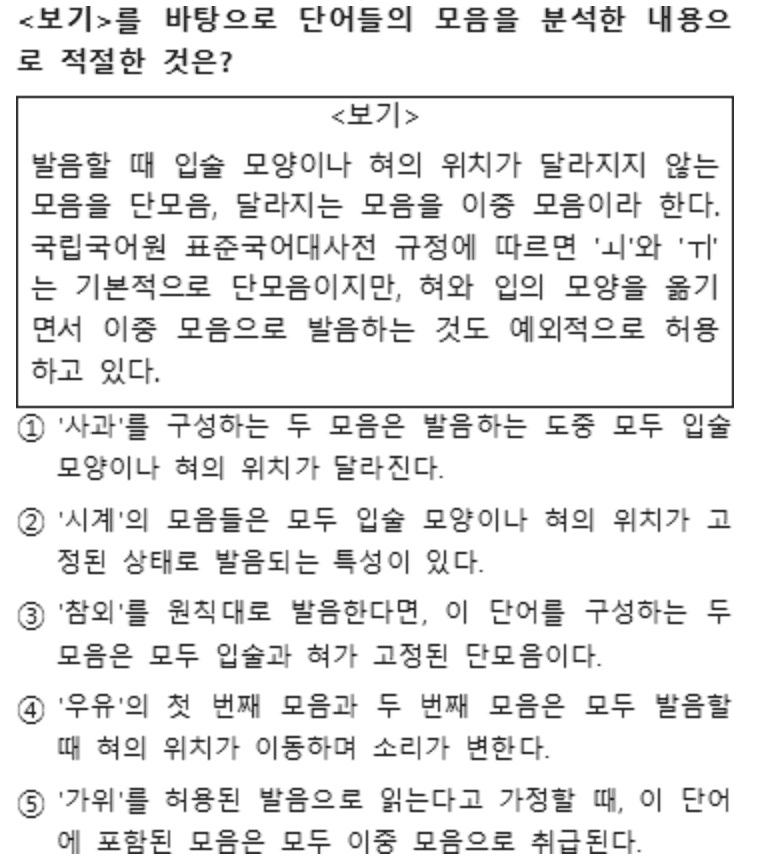 <보기>를 바탕으로 단어들의 모음을 분석한 내용으
로 적절한 것은?
<보기>
발음할 때 입술 모양이나 혀의 위치가 달라지지 않는
모음을 단모음, 달라지는 모음을 이중 모음이라 한다.
국립국어원 표준국어대사전 규정에 따르면 'ㅚ'와 'ㅟ'
는 기본적으로 단모음이지만, 혀와 입의 모양을 옮기
면서 이중 모음으로 발음하는 것도 예외적으로 허용
하고 있다.
① '사과'를 구성하는 두 모음은 발음하는 도중 모두 입술
모양이나 혀의 위치가 달라진다.
② '시계'의 모음들은 모두 입술 모양이나 혀의 위치가 고
정된 상태로 발음되는 특성이 있다.
③ '참외'를 원칙대로 발음한다면, 이 단어를 구성하는 두
모음은 모두 입술과 혀가 고정된 단모음이다.
④ '우유'의 첫 번째 모음과 두 번째 모음은 모두 발음할
때 혀의 위치가 이동하며 소리가 변한다.
⑤ '가위'를 허용된 발음으로 읽는다고 가정할 때, 이 단어
에 포함된 모음은 모두 이중 모음으로 취급된다.